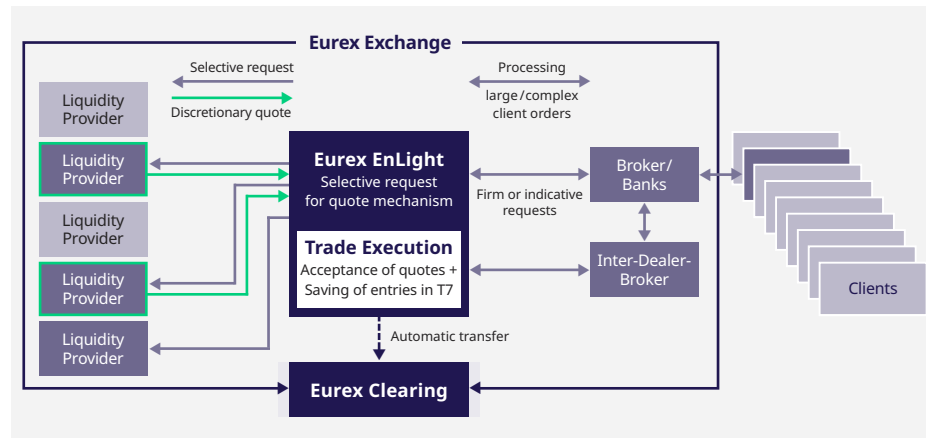 Eurex Exchange
Selective request
Discretionary quote
Processing
large/complex
client orders
Liquidity
Provider
Liquidity
Provider
Liquidity
Provider
Liquidity
Provider
Liquidity
Provider
Eurex EnLight
Selective request
for quote mechanism
Trade Execution
Acceptance of quotes +
Saving of entries in T7
Firm or indicative
requests
Broker/
Banks
Inter-Dealer-
Broker
Clients
Automatic transfer
Eurex Clearing